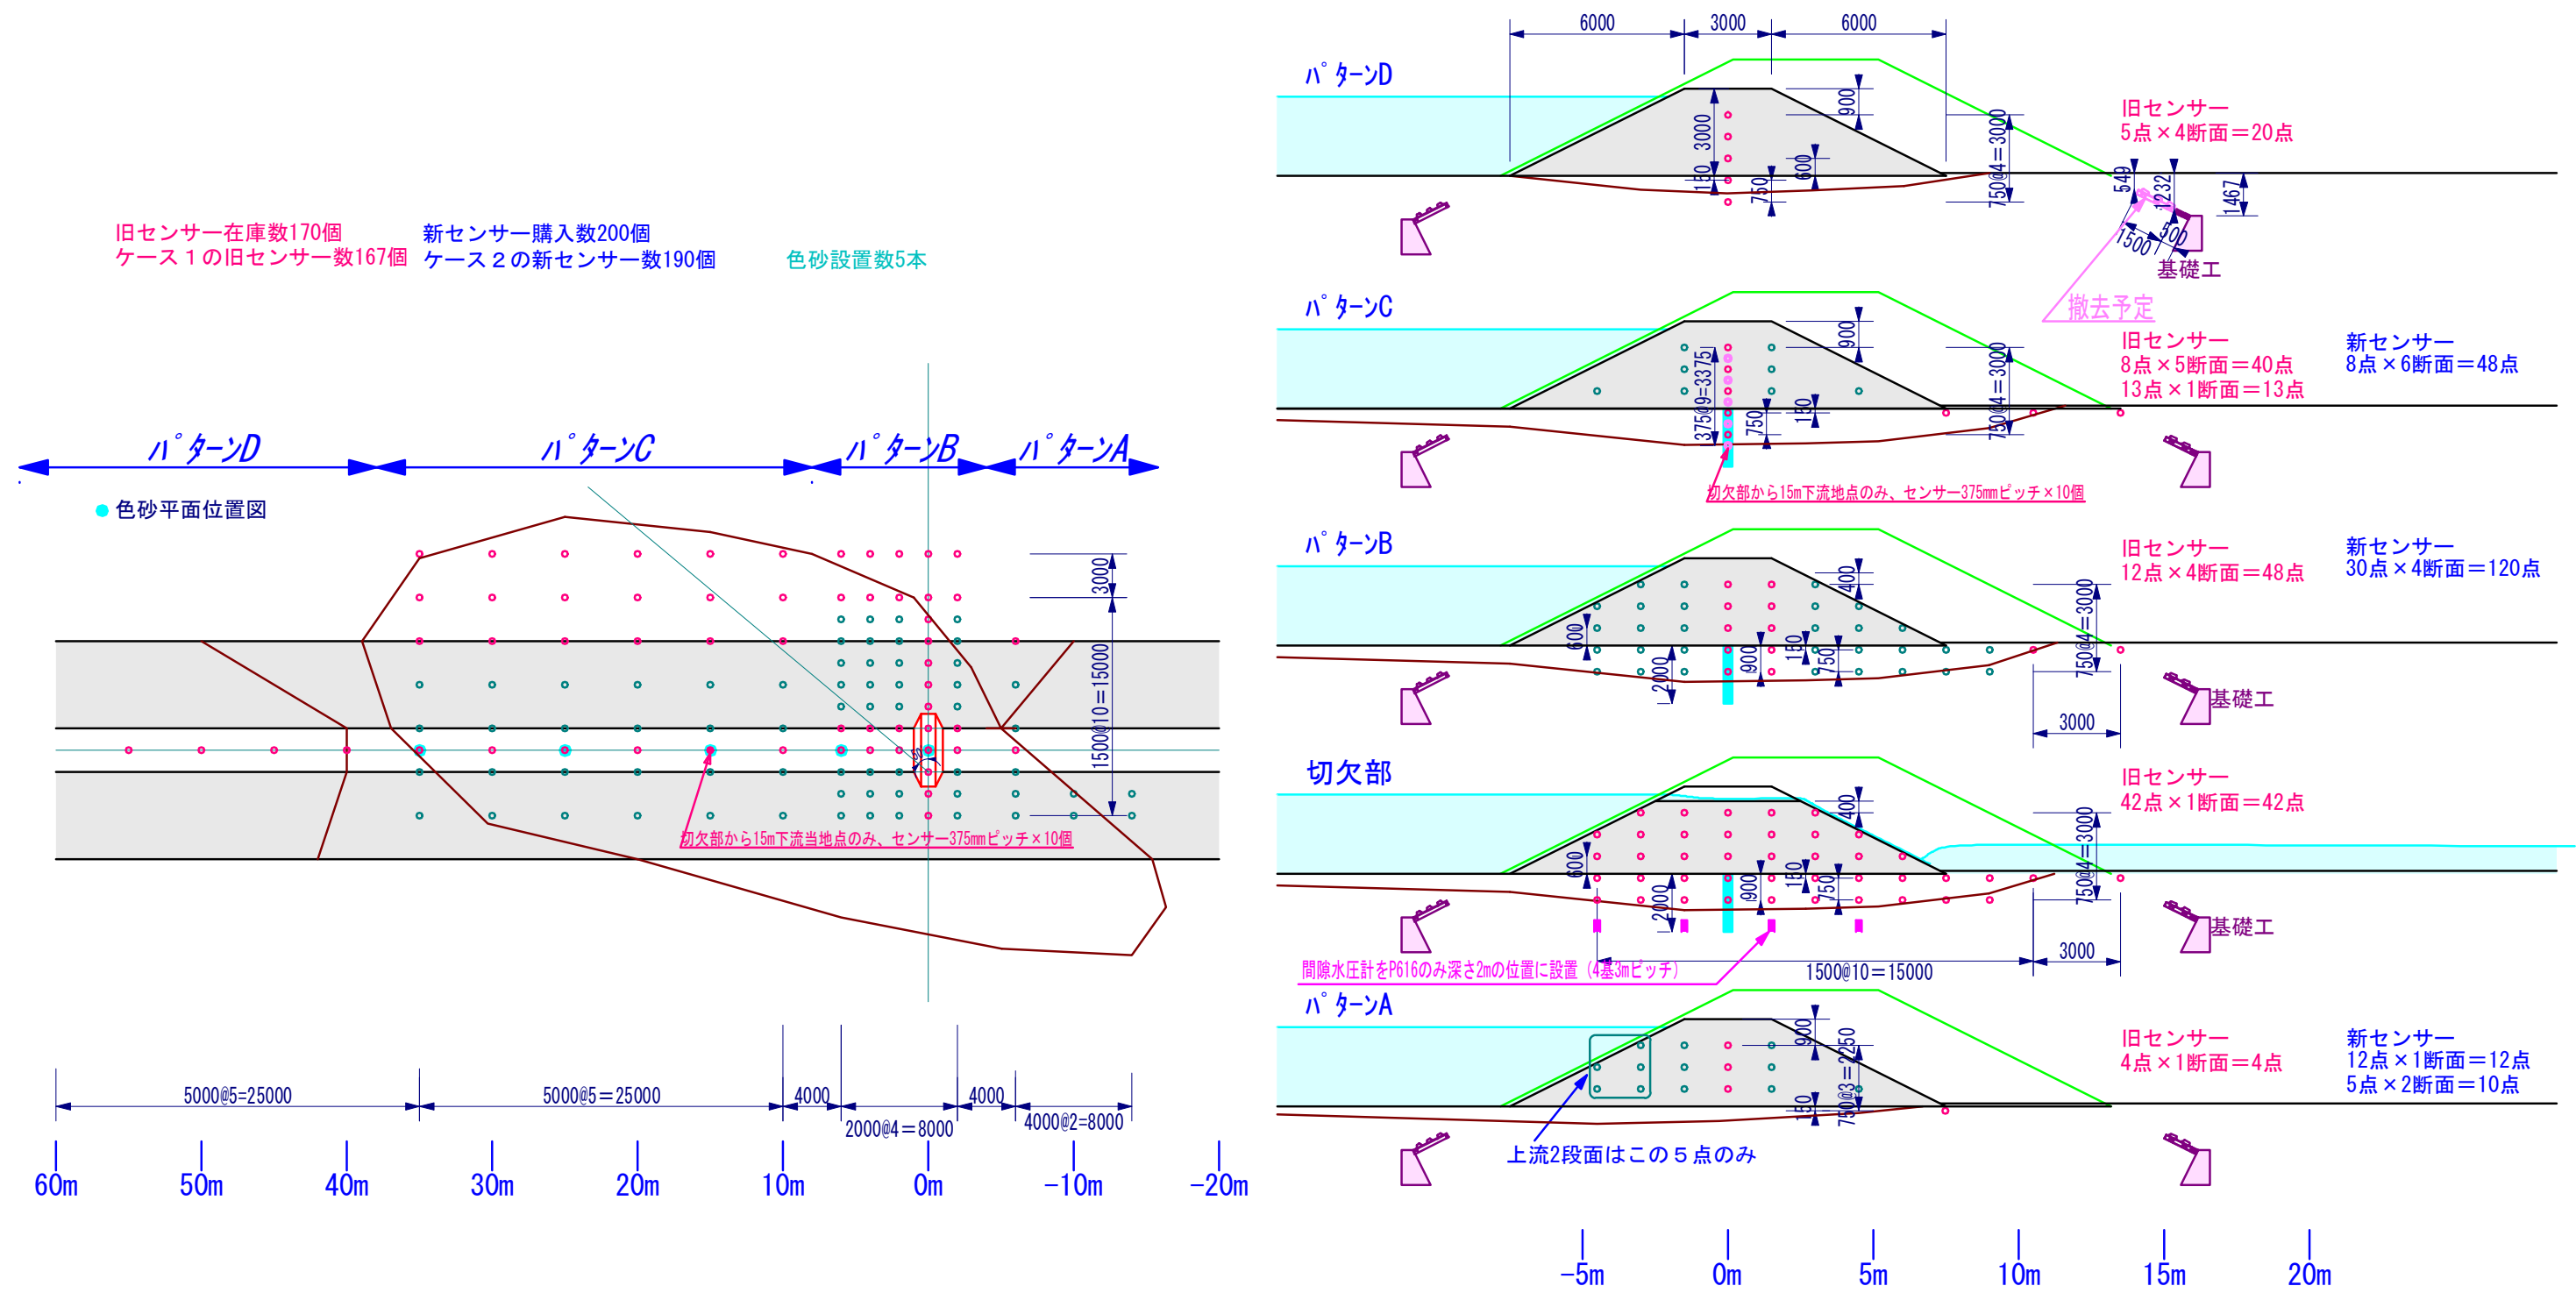 旧センサー在庫数170個
ケース１の旧センサー数167個
新センサー購入数200個
ケース２の新センサー数190個
色砂設置数5本
パターンD
パターンC
パターンB
パターンA
色砂平面位置図
3000
1500@10＝15000
50
切欠部から15m下流当地点のみ、センサー375mmピッチ×10個
5000@5=25000
5000@5＝25000
4000
2000@4＝8000
4000
4000@2=8000
60m
50m
40m
30m
20m
10m
0m
-10m
-20m
6000
3000
6000
パターンD
900
3000
150
750
600
750@4＝3000
旧センサー
5点×4断面＝20点
549
1232
1467
1500
500
基礎工
撤去予定
パターンC
900
375@9＝3375
750
150
750@4＝3000
旧センサー
8点×5断面＝40点
13点×1断面＝13点
新センサー
8点×6断面＝48点
切欠部から15m下流地点のみ、センサー375mmピッチ×10個
パターンB
400
600
2000
900
150
750
750@4＝3000
3000
旧センサー
12点×4断面＝48点
新センサー
30点×4断面＝120点
基礎工
切欠部
400
600
2000
900
150
750
750@4＝3000
旧センサー
42点×1断面＝42点
基礎工
間隙水圧計をP616のみ深さ2mの位置に設置（4基3mピッチ）
1500@10＝15000
3000
パターンA
900
150
750@3＝2250
旧センサー
4点×1断面＝4点
新センサー
12点×1断面＝12点
5点×2断面＝10点
上流2段面はこの５点のみ
-5m
0m
5m
10m
15m
20m